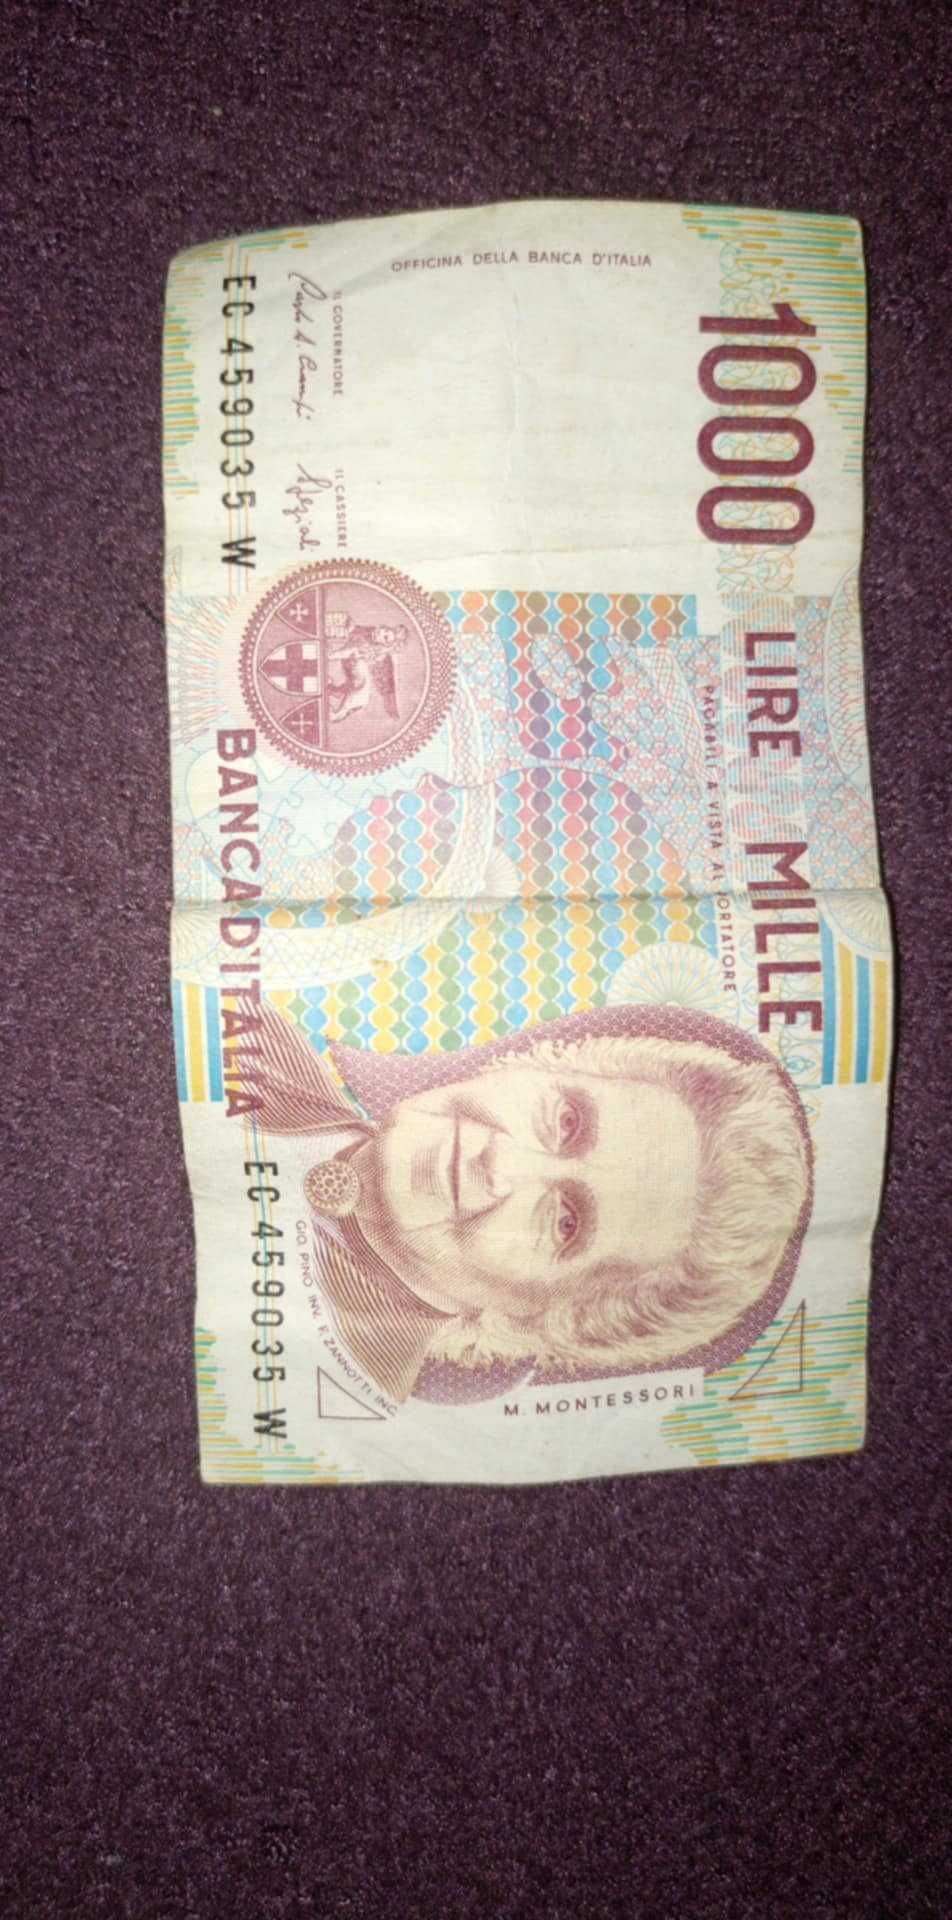 1000 LIRE MILLE
PAGABILI A VISTA AL PORTATORE
OFFICINA DELLA BANCA D'ITALIA
M. MONTESSORI
IL GOVERNATORE
IL CASSIERE
GIO. PINO INV.
F. ZANNOTTI INC.
EC 459035 W
BANCA D'ITALIA
EC 459035 W